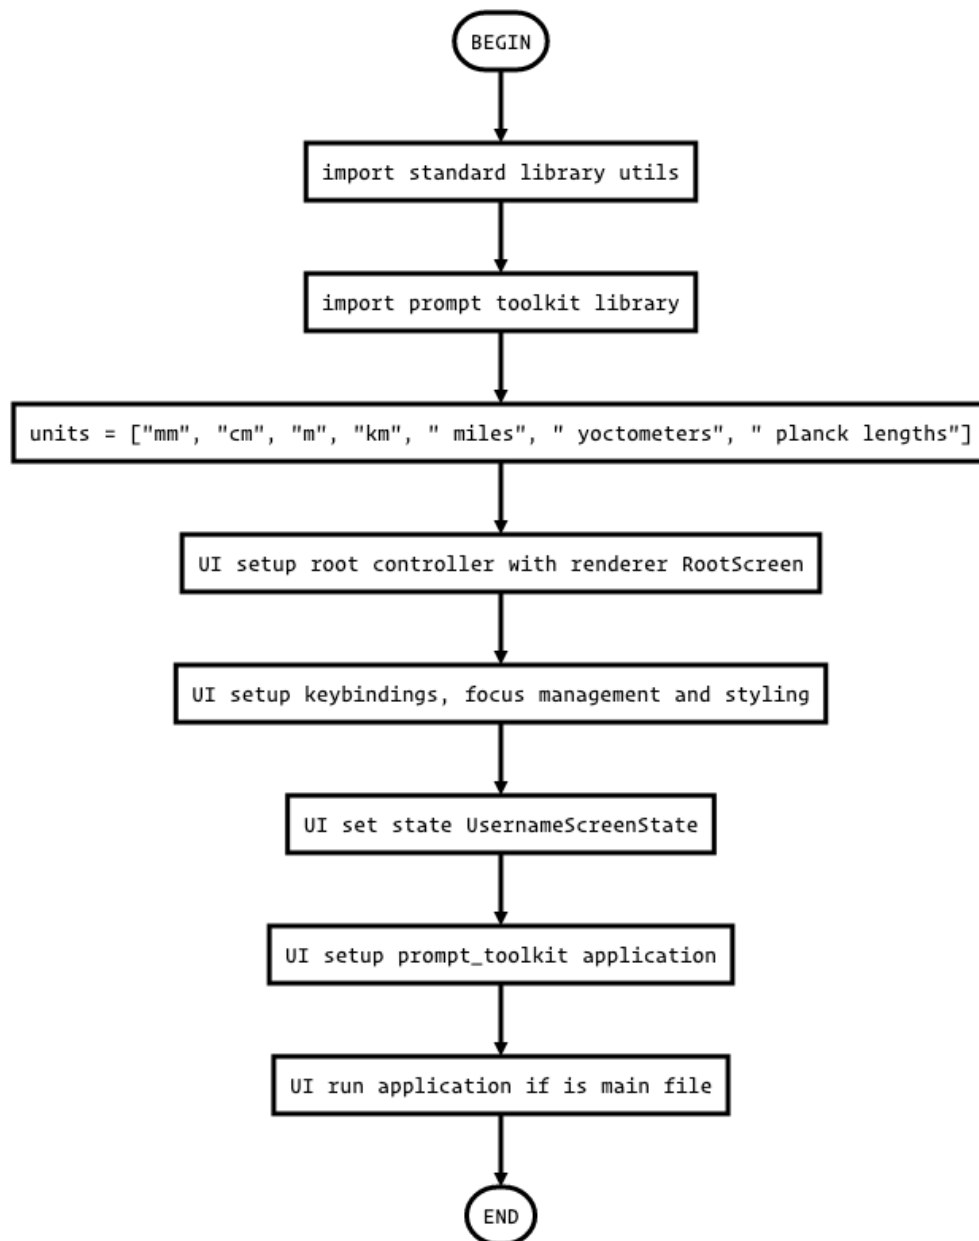 BEGIN
import standard library utils
import prompt toolkit library
units = ["mm", "cm", "m", "km", " miles", " yoctometers", " planck lengths"]
UI setup root controller with renderer RootScreen
UI setup keybindings, focus management and styling
UI set state UsernameScreenState
UI setup prompt_toolkit application
UI run application if is main file
END